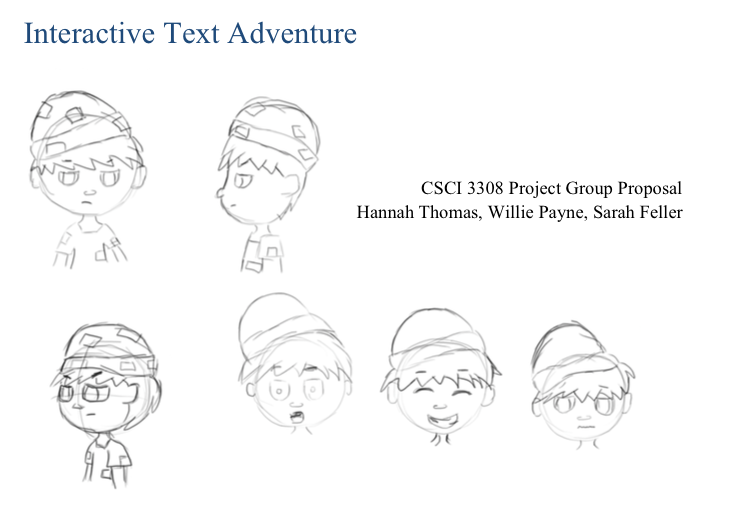 Interactive Text Adventure
CSCI 3308 Project Group Proposal
Hannah Thomas, Willie Payne, Sarah Feller